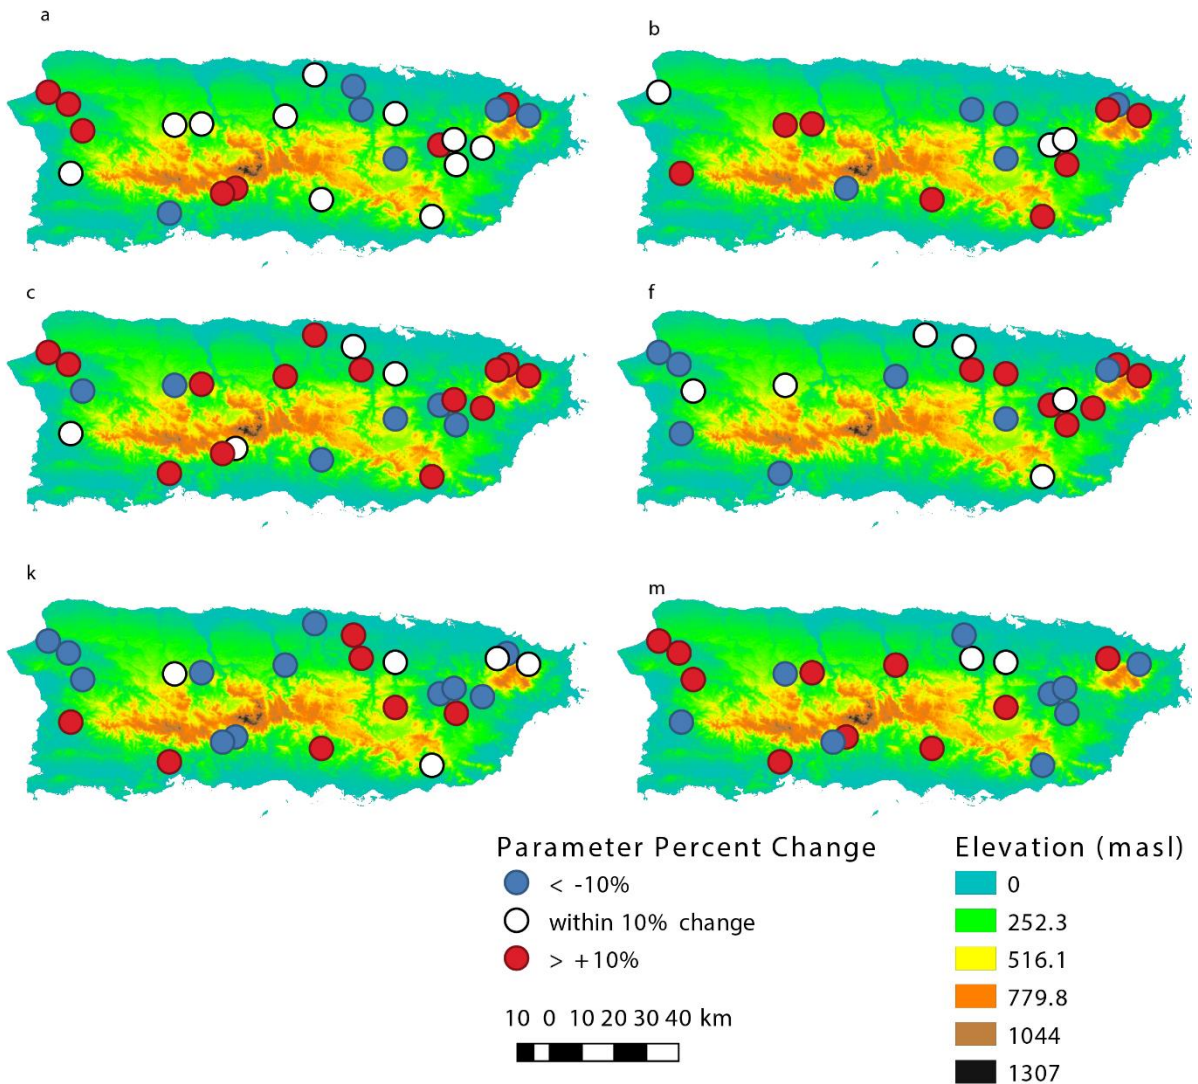 a
b
c
f
k
m
Parameter Percent Change
< -10%
within 10% change
> +10%
10 0 10 20 30 40 km
Elevation (masl)
0
252.3
516.1
779.8
1044
1307